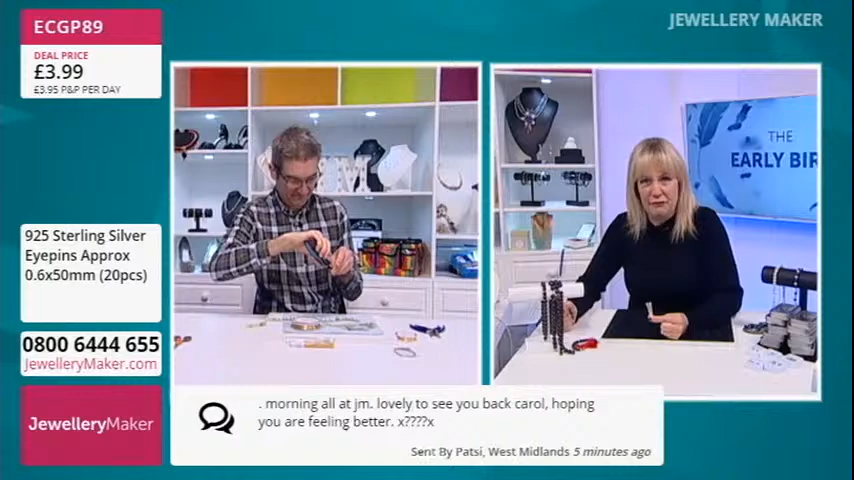 ECGP89
DEAL PRICE
£3.99
£3.95 P&P PER DAY
JEWELLERY MAKER
THE
EARLY BIR
925 Sterling Silver
Eyepins Approx
0.6x50mm (20pcs)
0800 6444 655
JewelleryMaker.com
JewelleryMaker
. morning all at jm. lovely to see you back carol, hoping
you are feeling better. x????x
Sent By Patsi, West Midlands 5 minutes ago